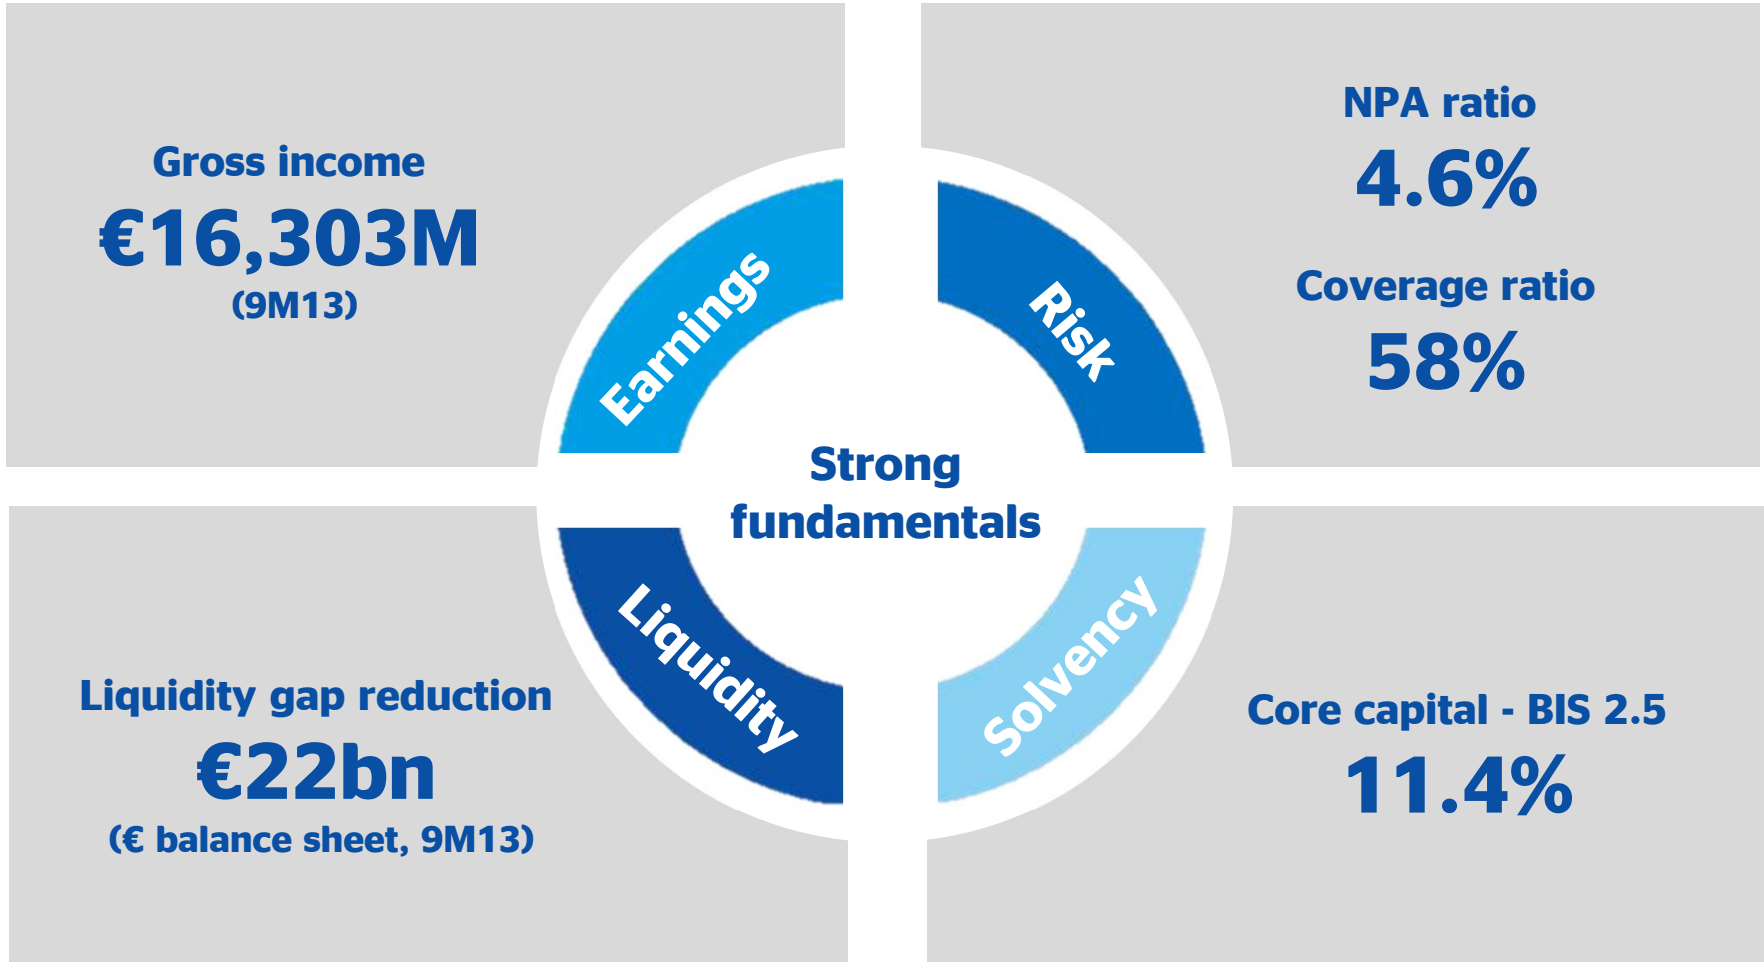 Gross income
€16,303M
(9M13)
Earnings
NPA ratio
4.6%
Coverage ratio
58%
Risk
Strong
fundamentals
Liquidity gap reduction
€22bn
(€ balance sheet, 9M13)
Liquidity
Solvency
Core capital - BIS 2.5
11.4%